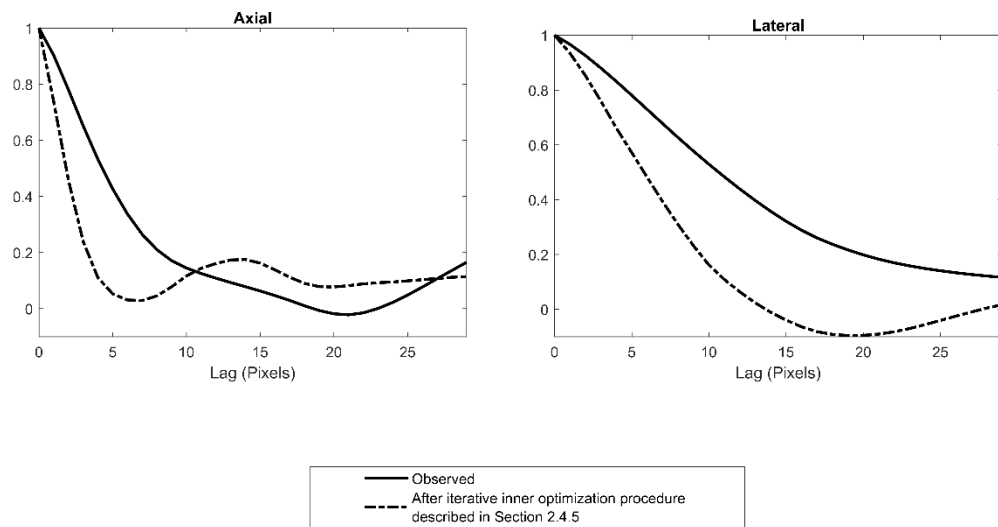 Axial
1
0.8
0.6
0.4
0.2
0
0 5 10 15 20 25
Lag (Pixels)
Lateral
1
0.8
0.6
0.4
0.2
0
0 5 10 15 20 25
Lag (Pixels)
Observed
After iterative inner optimization procedure
described in Section 2.4.5